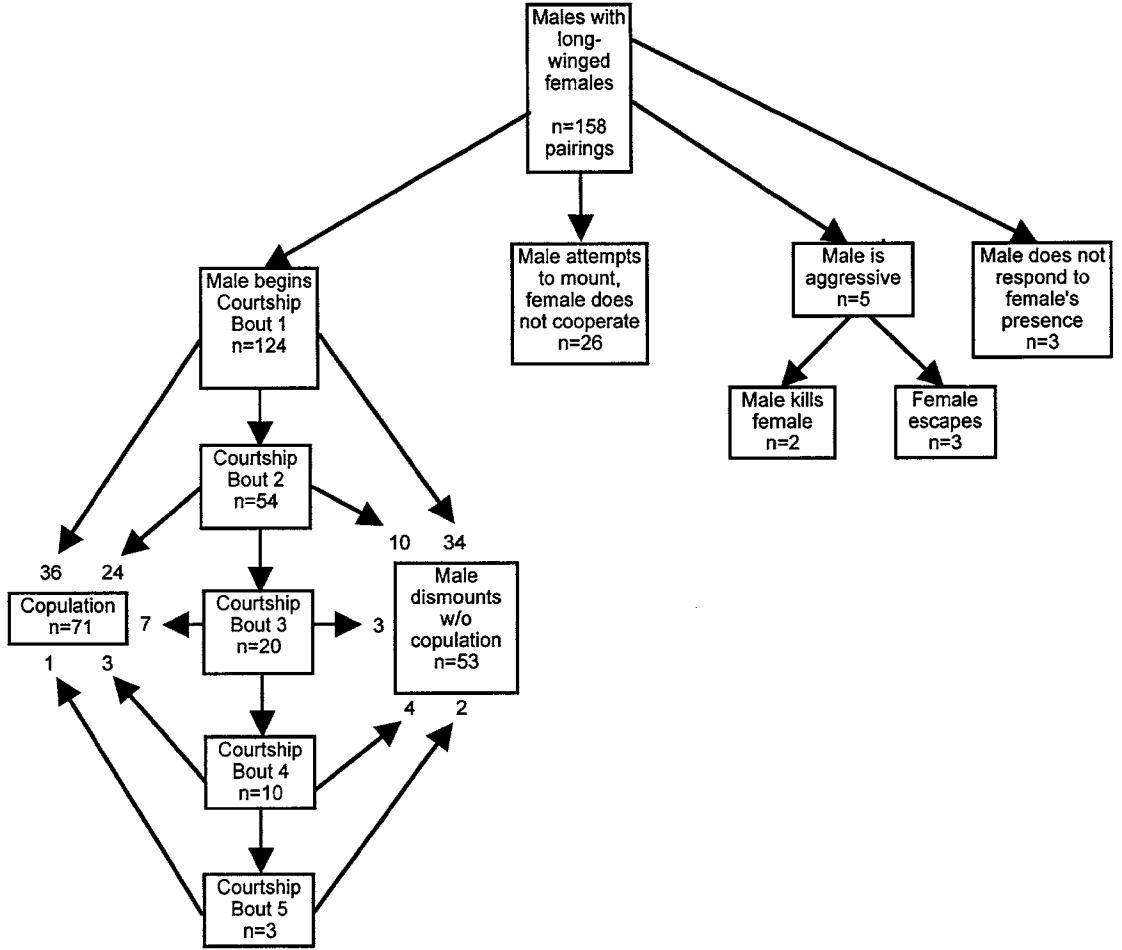 Males with
long-
winged
females
n=158
pairings
Male begins
Courtship
Bout 1
n=124
Male attempts
to mount,
female does
not cooperate
n=26
Male is
aggressive
n=5
Male does not
respond to
female's
presence
n=3
Male kills
female
n=2
Female
escapes
n=3
Courtship
Bout 2
n=54
10 34
36 24
Copulation
n=71
7
Courtship
Bout 3
n=20
3
Male
dismounts
w/o
copulation
n=53
1 3
4 2
Courtship
Bout 4
n=10
Courtship
Bout 5
n=3